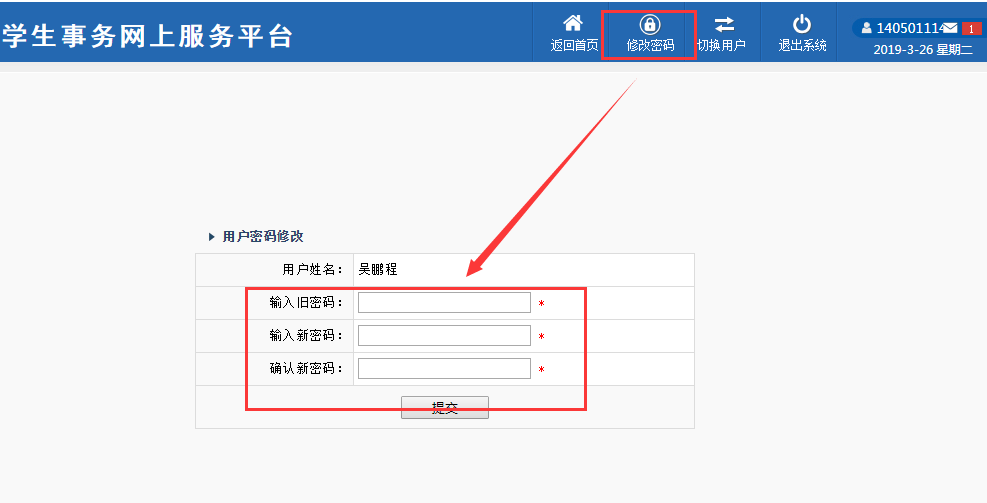 学生事务网上服务平台
返回首页 修改密码 切换用户 退出系统
140501114 1
2019-3-26 星期二
用户密码修改
用户姓名： 吴鹏程
输入旧密码： *
输入新密码： *
确认新密码： *
提交